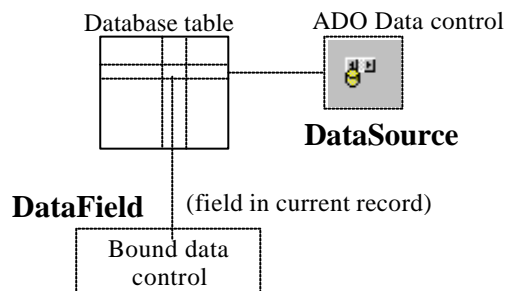 Database table
ADO Data control
DataSource
DataField
(field in current record)
Bound data
control